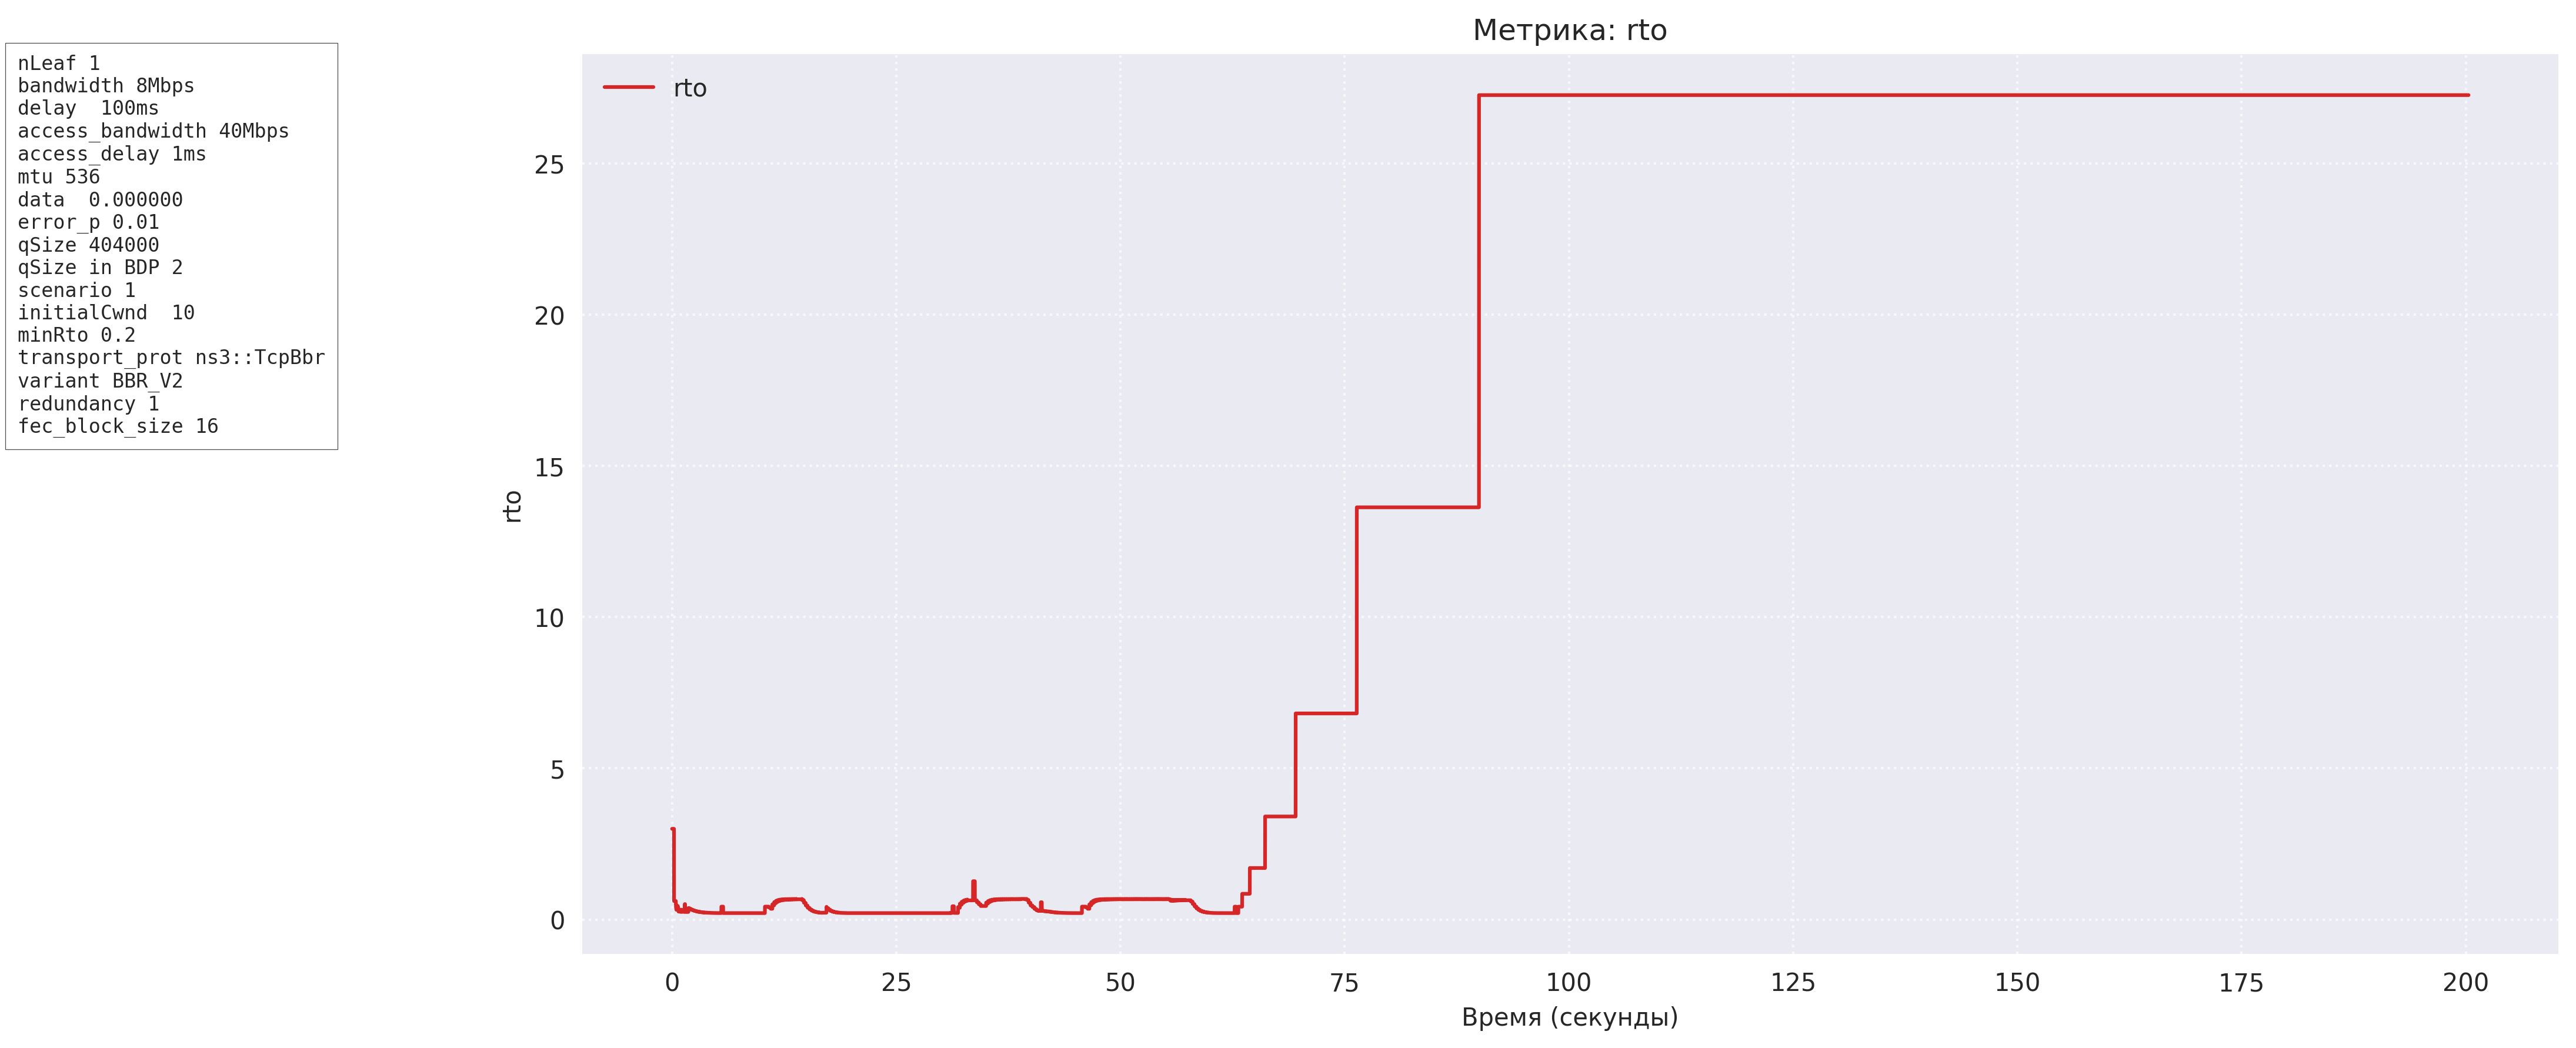 Метрика: rto
nLeaf 1
bandwidth 8Mbps
delay  100ms
access_bandwidth 40Mbps
access_delay 1ms
mtu 536
data  0.000000
error_p 0.01
qSize 404000
qSize in BDP 2
scenario 1
initialCwnd  10
minRto 0.2
transport_prot ns3::TcpBbr
variant BBR_V2
redundancy 1
fec_block_size 16
rto
25
20
15
10
5
0
rto
0 25 50 75 100 125 150 175 200
Время (секунды)